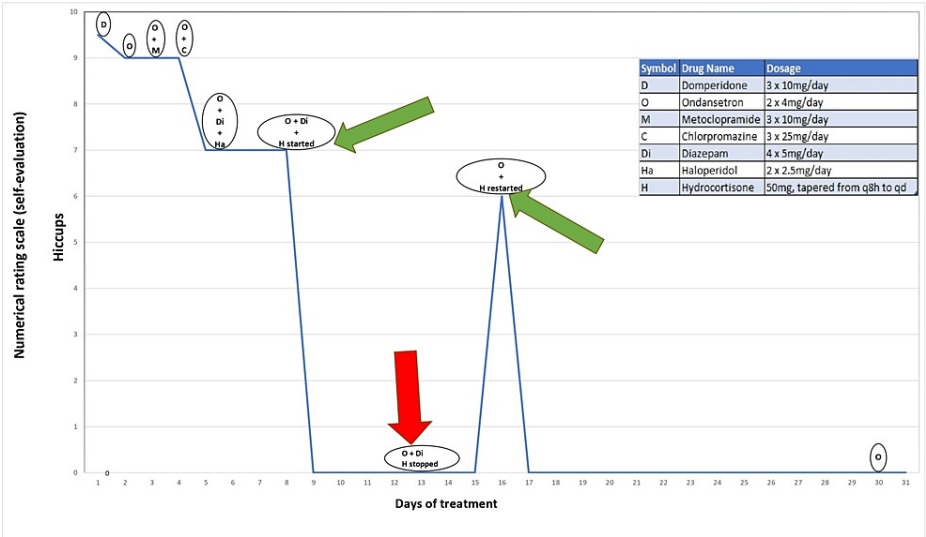 Numerical rating scale (self-evaluation)
Hiccups
10
9
8
7
6
5
4
3
2
1
0
D
O
O
+
M
O
+
C
O
+
Di
+
Ha
O + Di
+
H started
O + Di
H stopped
O
+
H restarted
O
Symbol Drug Name Dosage
D Domperidone 3 x 10mg/day
O Ondansetron 2 x 4mg/day
M Metoclopramide 3 x 10mg/day
C Chlorpromazine 3 x 25mg/day
Di Diazepam 4 x 5mg/day
Ha Haloperidol 2 x 2.5mg/day
H Hydrocortisone 50mg, tapered from q8h to qd
0
1 2 3 4 5 6 7 8 9 10 11 12 13 14 15 16 17 18 19 20 21 22 23 24 25 26 27 28 29 30 31
Days of treatment